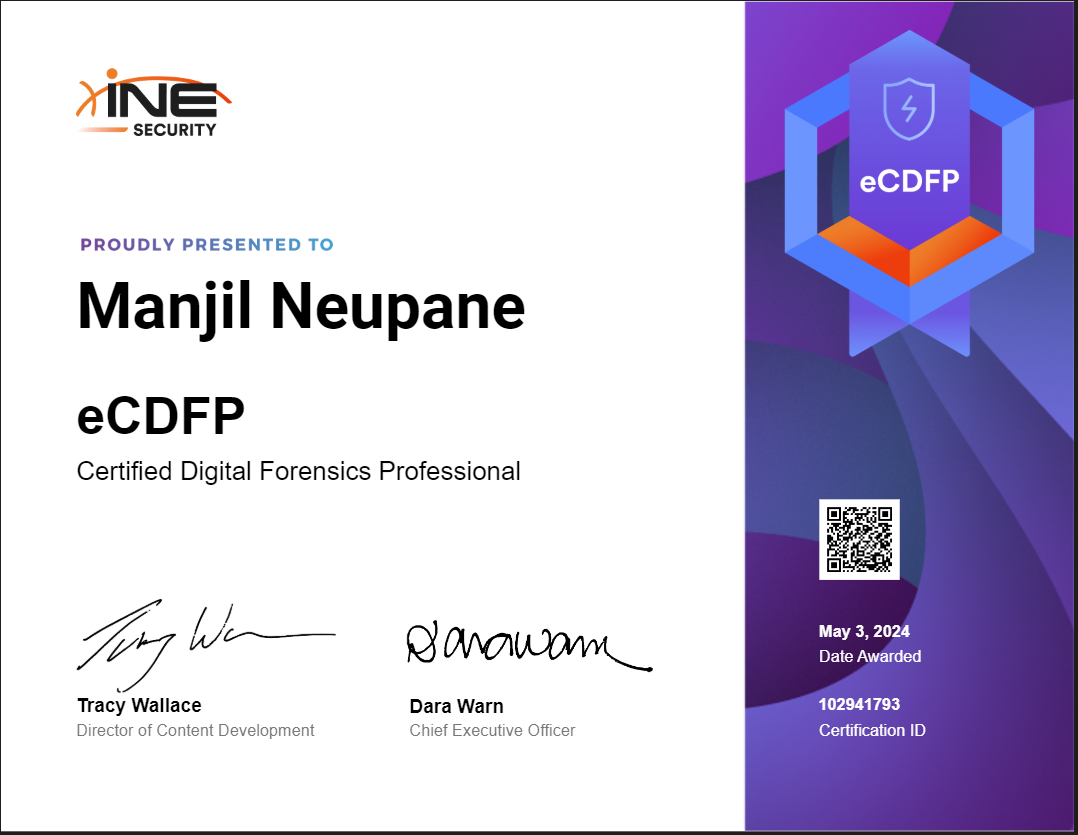 INE
SECURITY
PROUDLY PRESENTED TO
Manjil Neupane
eCDFP
Certified Digital Forensics Professional
Tracy Wallace
Director of Content Development
Dara Warn
Chief Executive Officer
eCDFP
May 3, 2024
Date Awarded
102941793
Certification ID